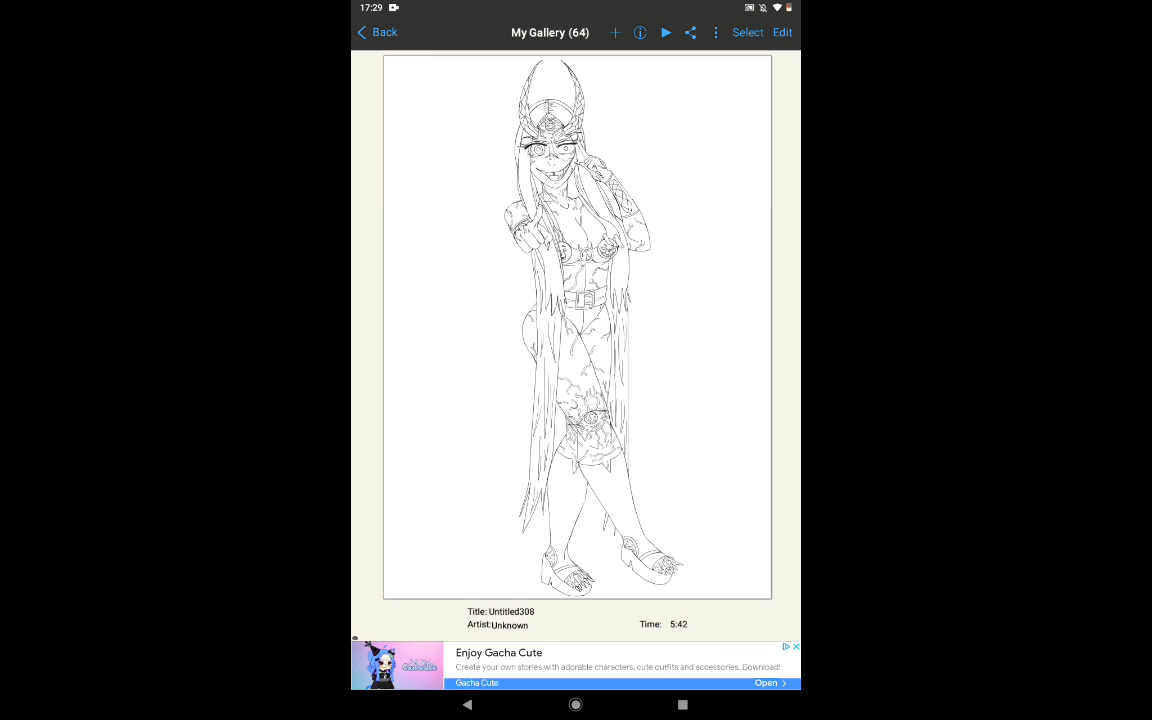 17:29
Back
My Gallery (64)
Select
Edit
Title: Untitled308
Artist:Unknown
Time: 5:42
Enjoy Gacha Cute
Create your own stories with adorable characters, cute outfits and accessories. Download!
Gacha Cute
Open